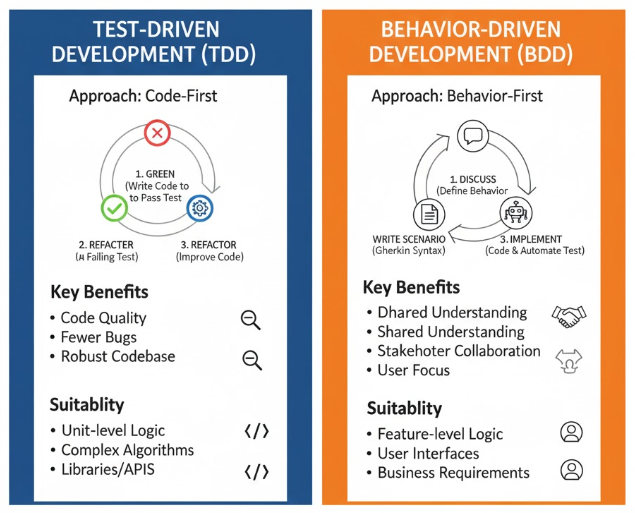 TEST-DRIVEN
DEVELOPMENT (TDD)
Approach: Code-First
1. GREEN
(Write Code to
to Pass Test
2. REFACTER
Failing Test)
3. REFACTOR
(Improve Code)
Key Benefits
• Code Quality
• Fewer Bugs
• Robust Codebase
Suitablity
• Unit-level Logic
• Complex Algorithms
• Libraries/APIS
</>
</>
BEHAVIOR-DRIVEN
DEVELOPMENT (BDD)
Approach: Behavior-First
1. DISCUSS
(Define Behavior
WRITE SCENARIO
(Gherkin Syntax)
3. IMPLEMENT
(Code & Automate Test)
Key Benefits
• Dhared Understanding
• Shared Understanding
• Stakehoter Collaboration
• User Focus
Suitablity
• Feature-level Logic
• User Interfaces
• Business Requirements